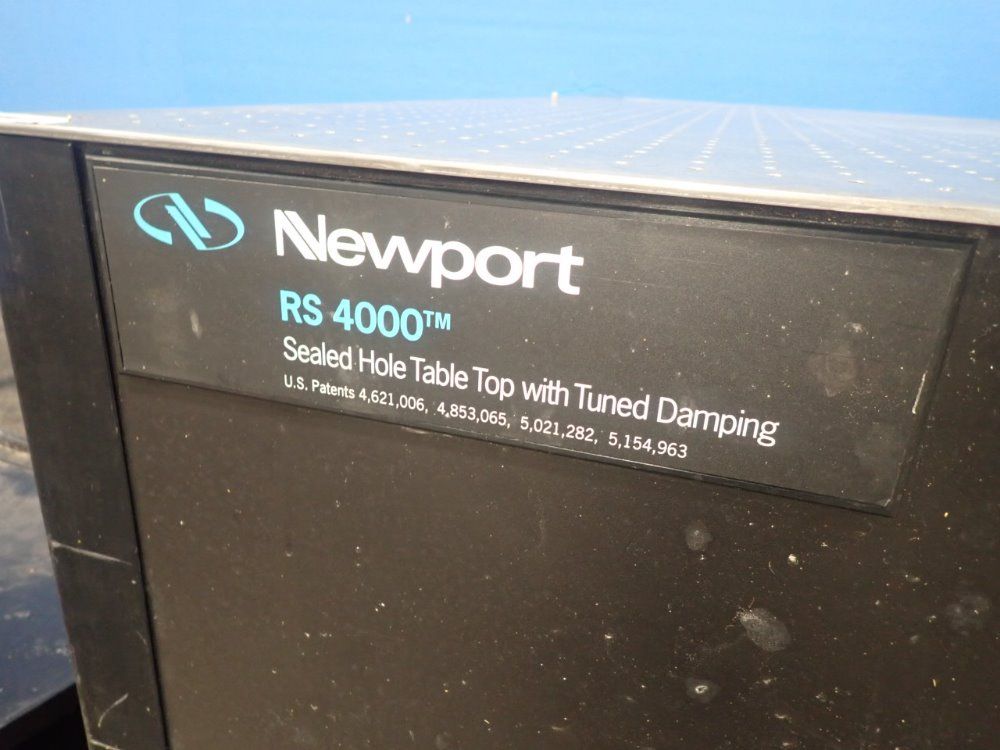 Newport
RS 4000™
Sealed Hole Table Top with Tuned Damping
U.S. Patents 4,621,006, 4,853,065, 5,021,282, 5,154,963